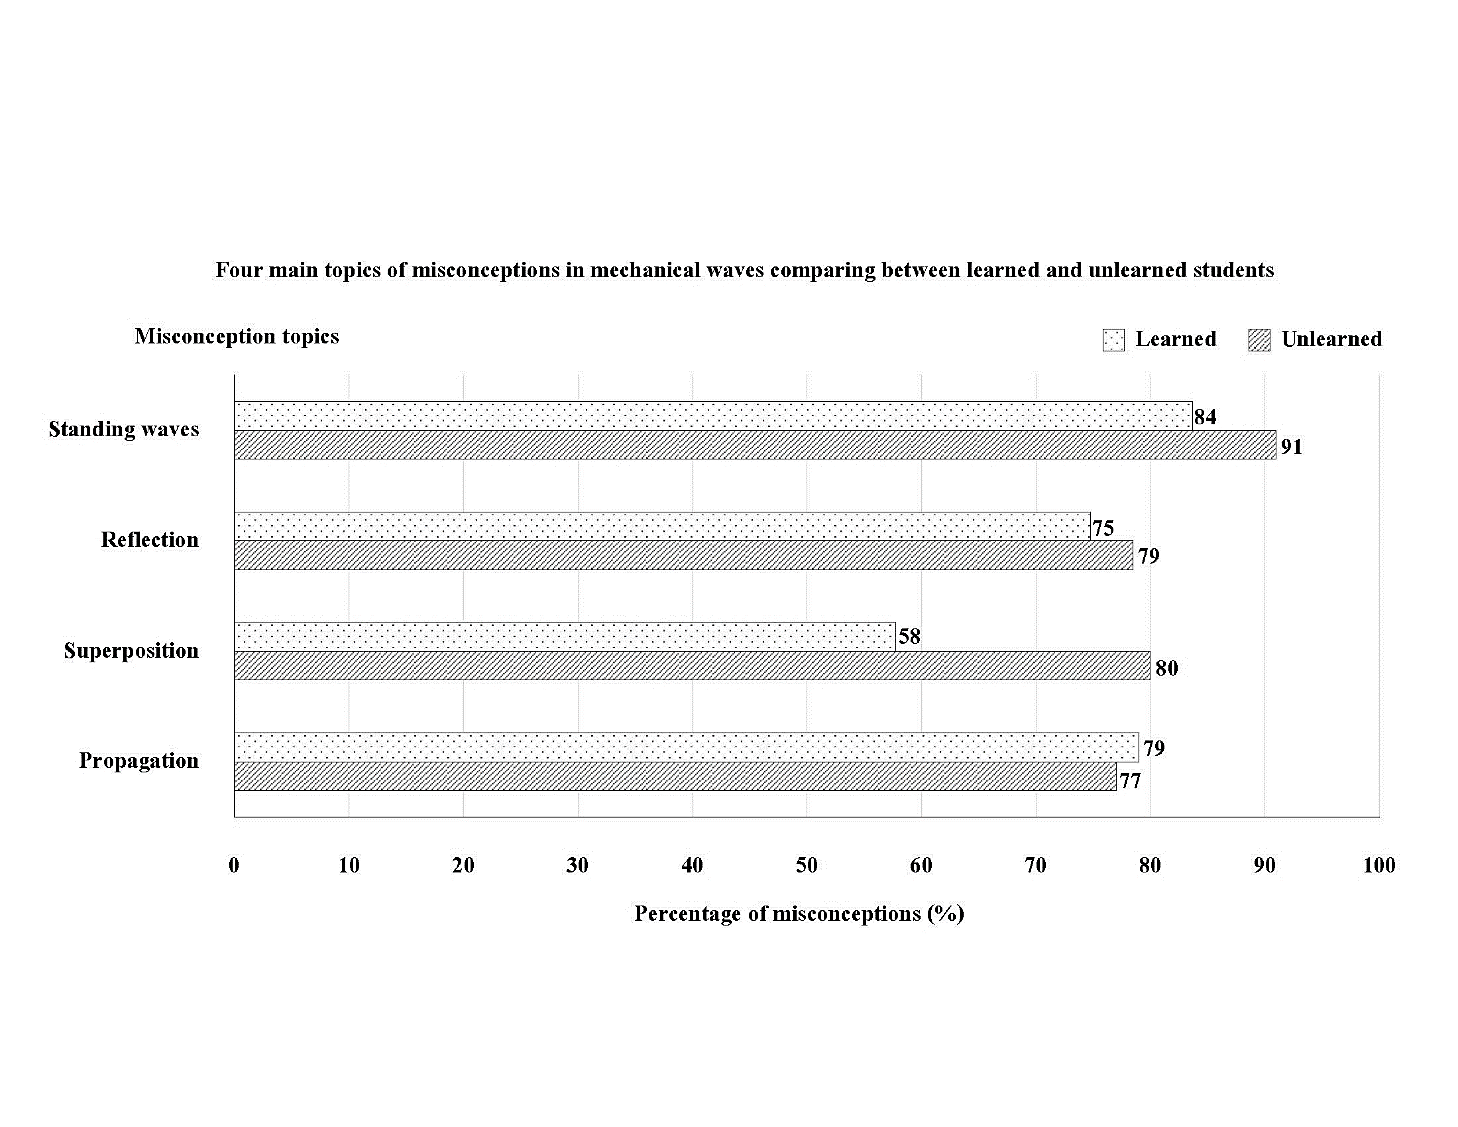 Four main topics of misconceptions in mechanical waves comparing between learned and unlearned students
Misconception topics
Learned
Unlearned
Standing waves
84
91
Reflection
75
79
Superposition
58
80
Propagation
79
77
0 10 20 30 40 50 60 70 80 90 100
Percentage of misconceptions (%)